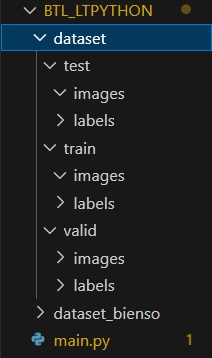 BTL_LTPYTHON
dataset
test
images
labels
train
images
labels
valid
images
labels
dataset_bienso
main.py 1